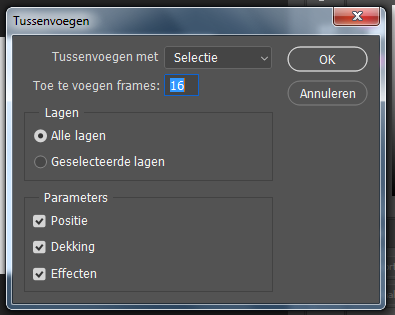 Tussenvoegen
Tussenvoegen met Selectie
OK
Toe te voegen frames: 16
Annuleren
Lagen
Alle lagen
Geselecteerde lagen
Parameters
Positie
Dekking
Effecten